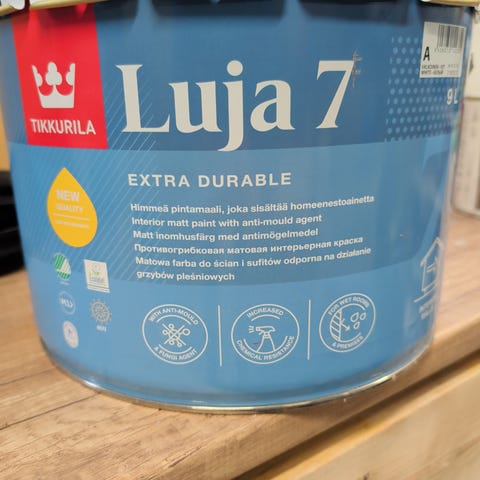 TIKKURILA
Luja 7
A
9 L
EXTRA DURABLE
NEW
QUALITY
Himmeä pintamaali, joka sisältää homeenestoainetta
Interior matt paint with anti-mould agent
Matt inomhusfärg med antimögelmedel
Противогрибковая матовая интерьерная краска
Matowa farba do ścian i sufitów odporna na działanie
grzybów pleśniowych
WITH ANTI-MOULD
& FUNGI AGENT
INCREASED
CHEMICAL RESISTANCE
FOR WET ROOMS
& PREMISES
M1